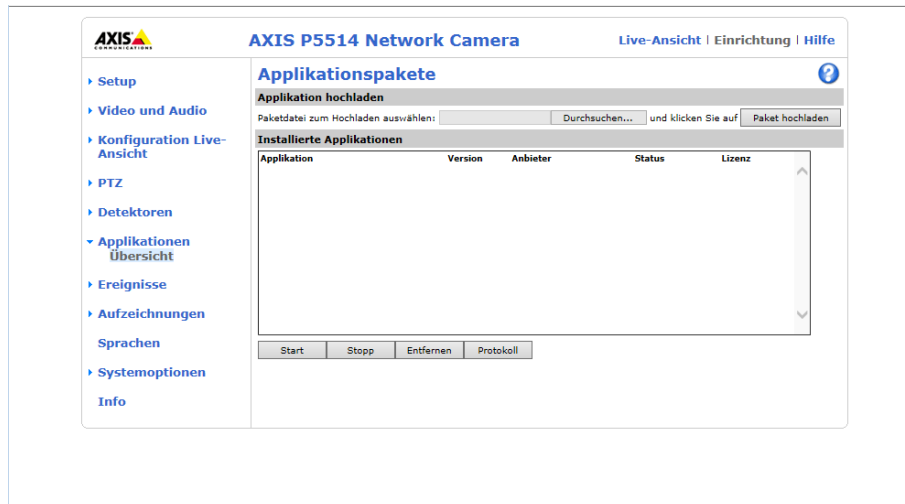 AXIS
COMMUNICATIONS
AXIS P5514 Network Camera
Live-Ansicht | Einrichtung | Hilfe
Setup
Video und Audio
Konfiguration Live-
Ansicht
PTZ
Detektoren
Applikationen
Übersicht
Ereignisse
Aufzeichnungen
Sprachen
Systemoptionen
Info
Applikationspakete
?
Applikation hochladen
Paketdatei zum Hochladen auswählen: Durchsuchen... und klicken Sie auf Paket hochladen
Installierte Applikationen
Applikation Version Anbieter Status Lizenz
Start Stopp Entfernen Protokoll